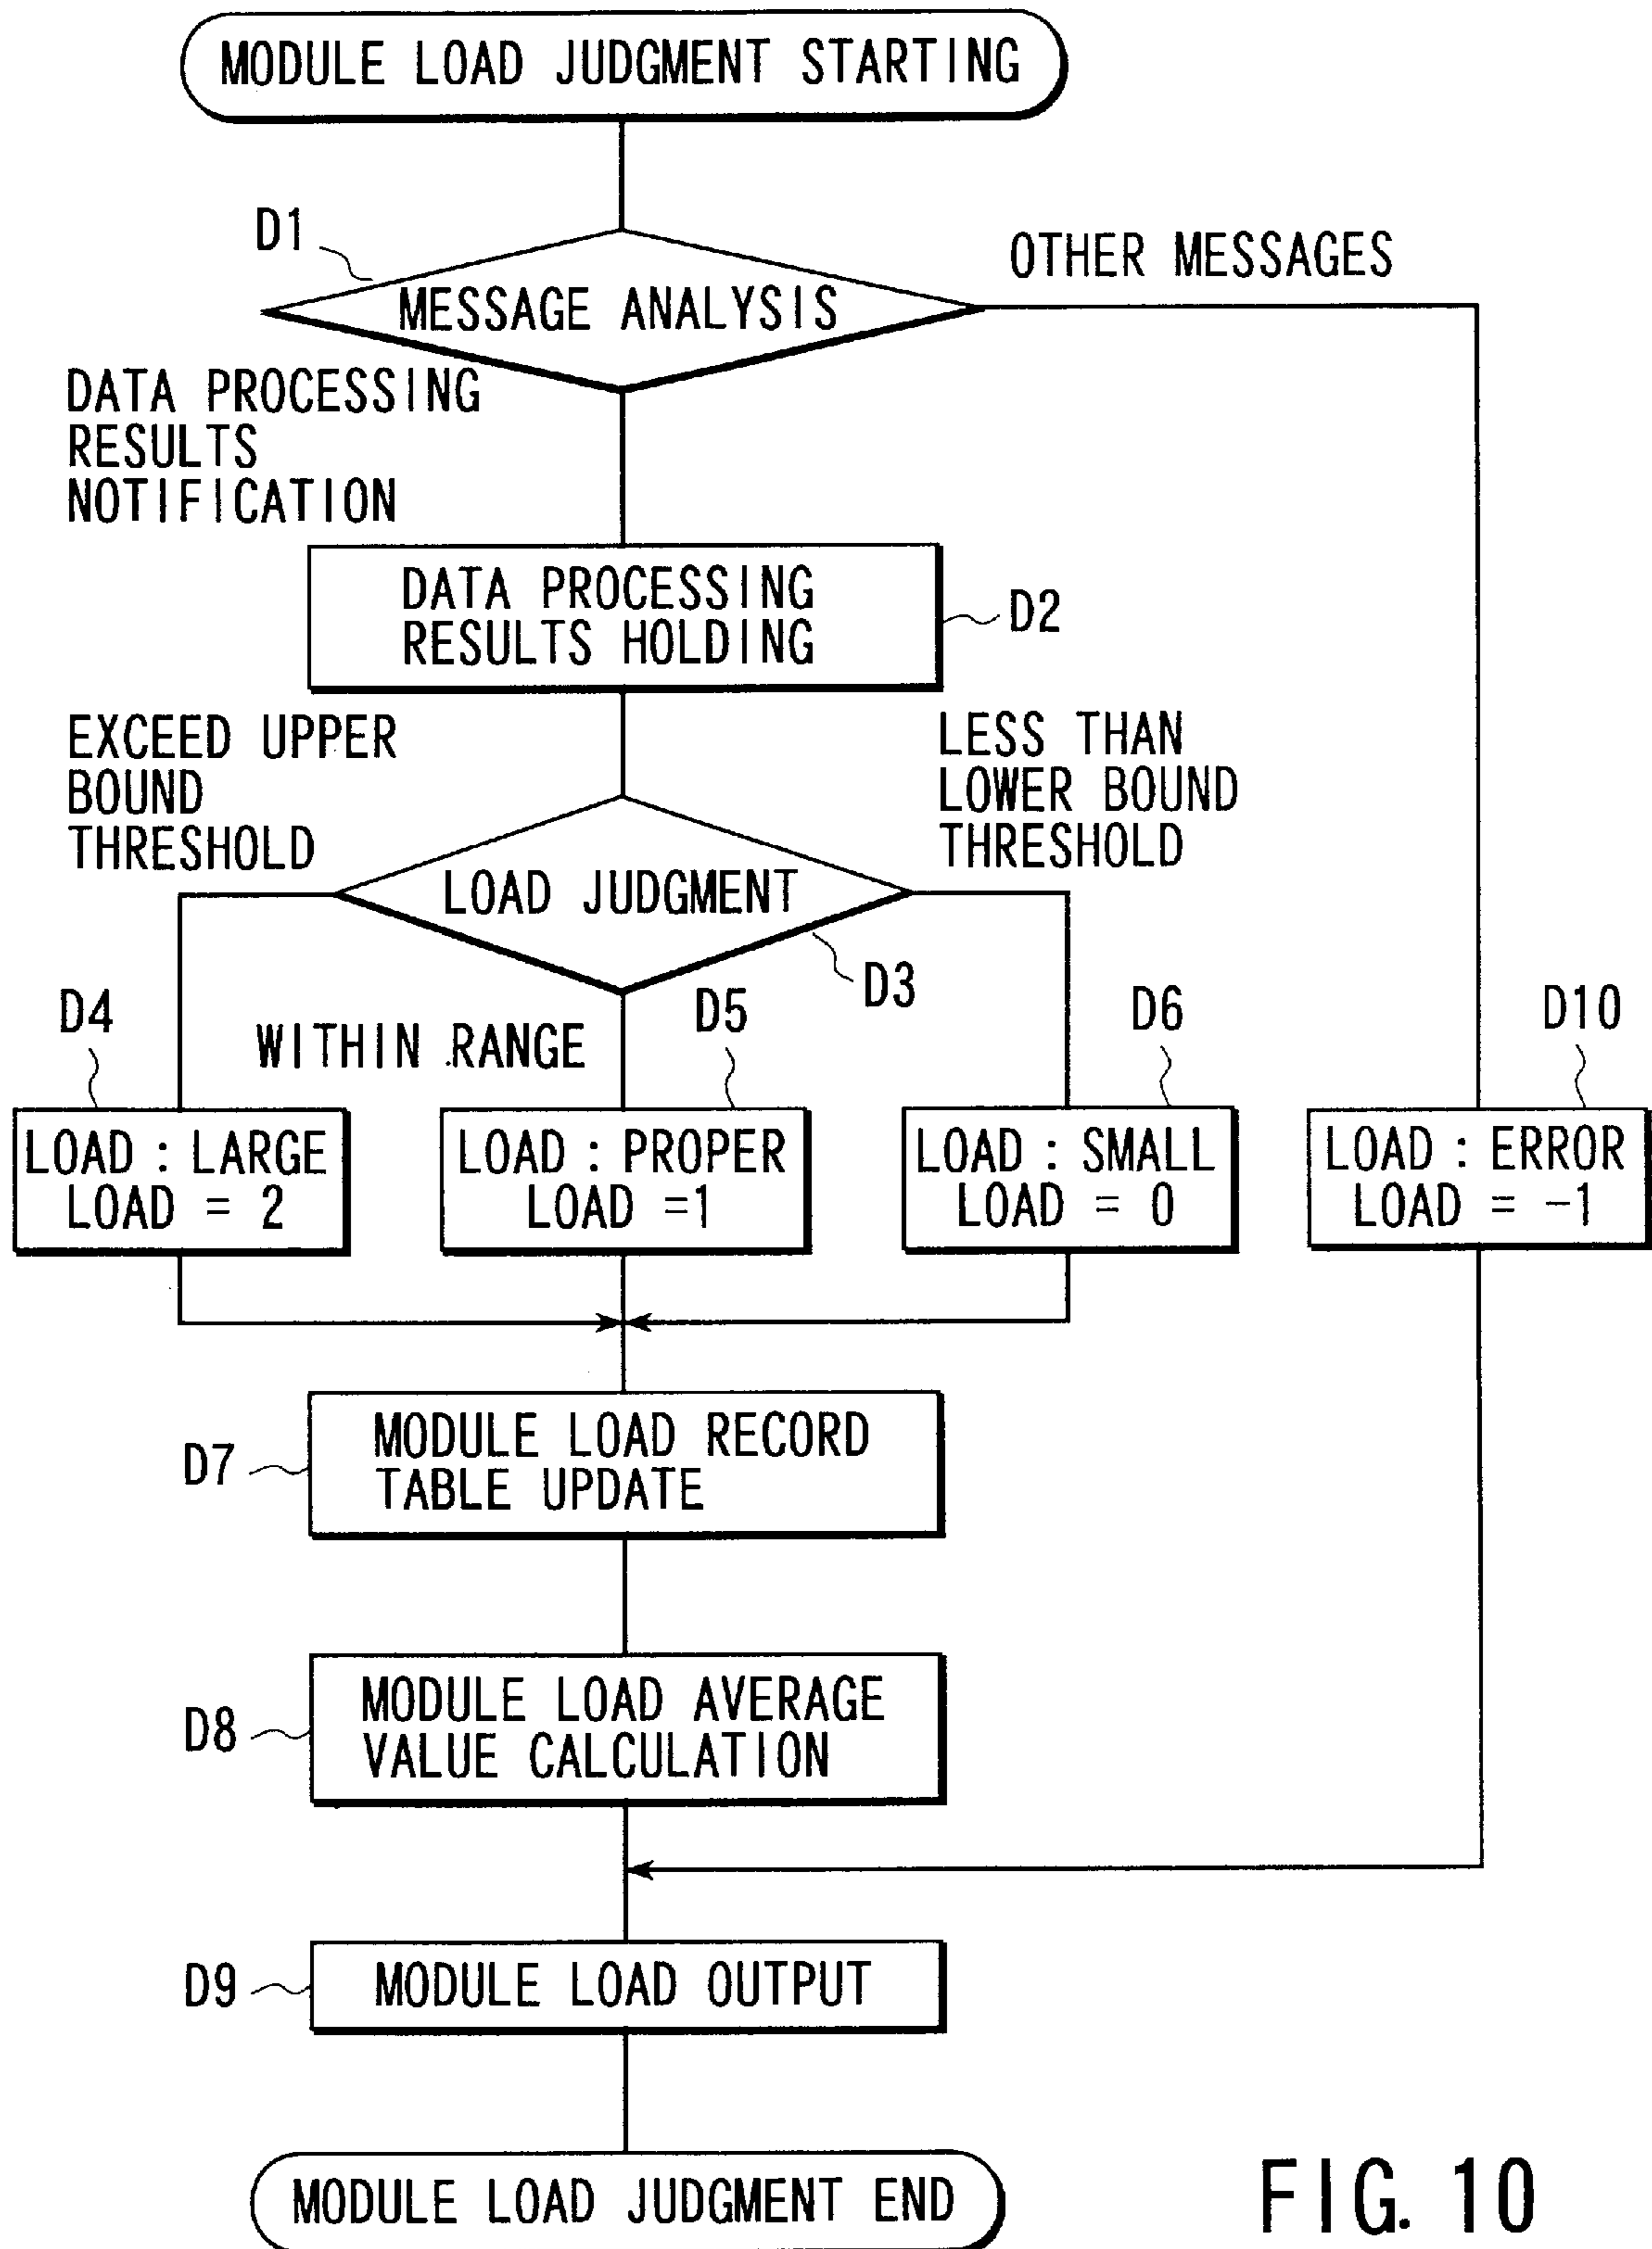 MODULE LOAD JUDGMENT STARTING
D1
OTHER MESSAGES
MESSAGE ANALYSIS
DATA PROCESSING
RESULTS
NOTIFICATION
DATA PROCESSING
RESULTS HOLDING
D2
EXCEED UPPER
BOUND
THRESHOLD
LESS THAN
LOWER BOUND
THRESHOLD
LOAD JUDGMENT
D3
D4
WITHIN RANGE
D5
D6
D10
LOAD : LARGE
LOAD = 2
LOAD : PROPER
LOAD =1
LOAD : SMALL
LOAD = 0
LOAD : ERROR
LOAD = -1
D7
MODULE LOAD RECORD
TABLE UPDATE
D8
MODULE LOAD AVERAGE
VALUE CALCULATION
D9
MODULE LOAD OUTPUT
MODULE LOAD JUDGMENT END
FIG. 10